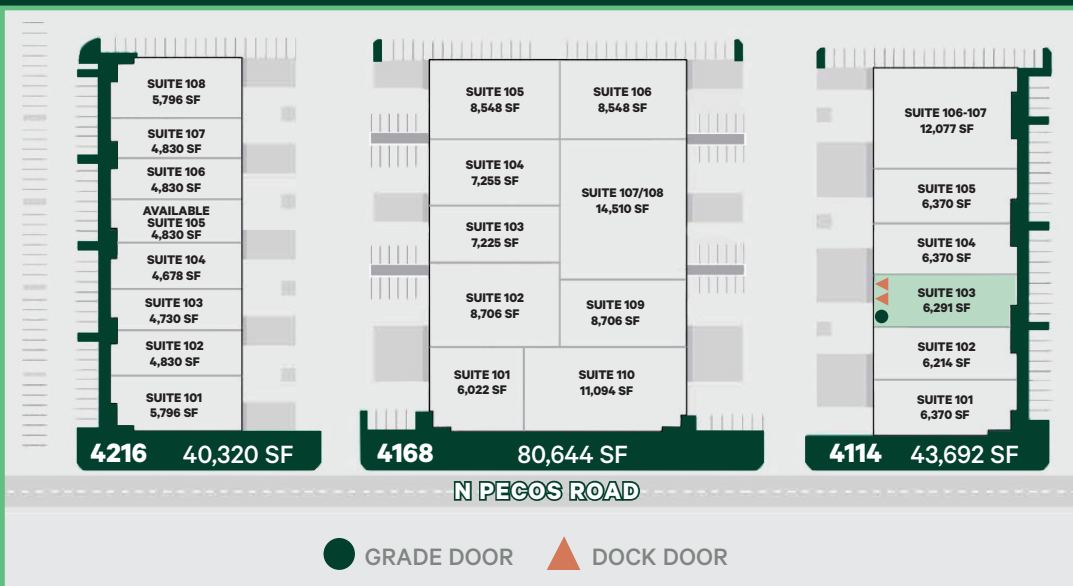 SUITE 108
5,796 SF
SUITE 107
4,830 SF
SUITE 106
4,830 SF
AVAILABLE
SUITE 105
4,830 SF
SUITE 104
4,678 SF
SUITE 103
4,730 SF
SUITE 102
4,830 SF
SUITE 101
5,796 SF
4216 40,320 SF
SUITE 105
8,548 SF
SUITE 106
8,548 SF
SUITE 104
7,255 SF
SUITE 107/108
14,510 SF
SUITE 103
7,225 SF
SUITE 102
8,706 SF
SUITE 109
8,706 SF
SUITE 101
6,022 SF
SUITE 110
11,094 SF
4168 80,644 SF
SUITE 106-107
12,077 SF
SUITE 105
6,370 SF
SUITE 104
6,370 SF
SUITE 103
6,291 SF
SUITE 102
6,214 SF
SUITE 101
6,370 SF
4114 43,692 SF
N PECOS ROAD
GRADE DOOR
DOCK DOOR